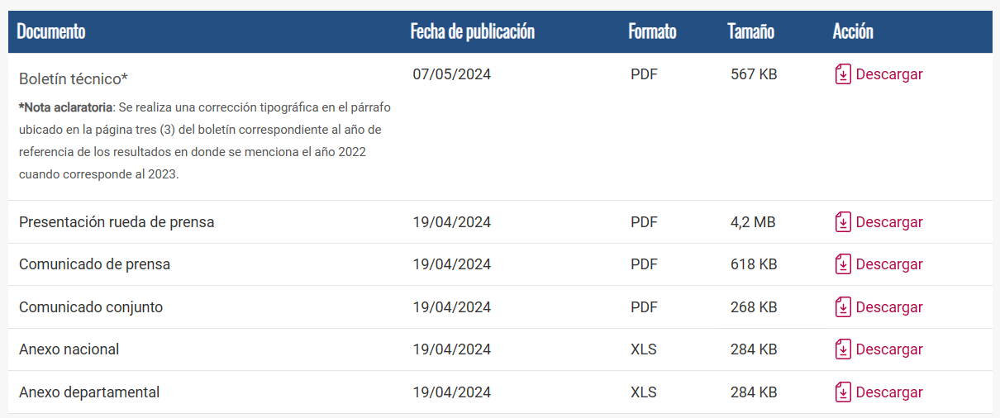 Documento Fecha de publicación Formato Tamaño Acción
Boletín técnico* 07/05/2024 PDF 567 KB Descargar
*Nota aclaratoria: Se realiza una corrección tipográfica en el párrafo
ubicado en la página tres (3) del boletín correspondiente al año de
referencia de los resultados en donde se menciona el año 2022
cuando corresponde al 2023.
Presentación rueda de prensa 19/04/2024 PDF 4,2 MB Descargar
Comunicado de prensa 19/04/2024 PDF 618 KB Descargar
Comunicado conjunto 19/04/2024 PDF 268 KB Descargar
Anexo nacional 19/04/2024 XLS 284 KB Descargar
Anexo departamental 19/04/2024 XLS 284 KB Descargar